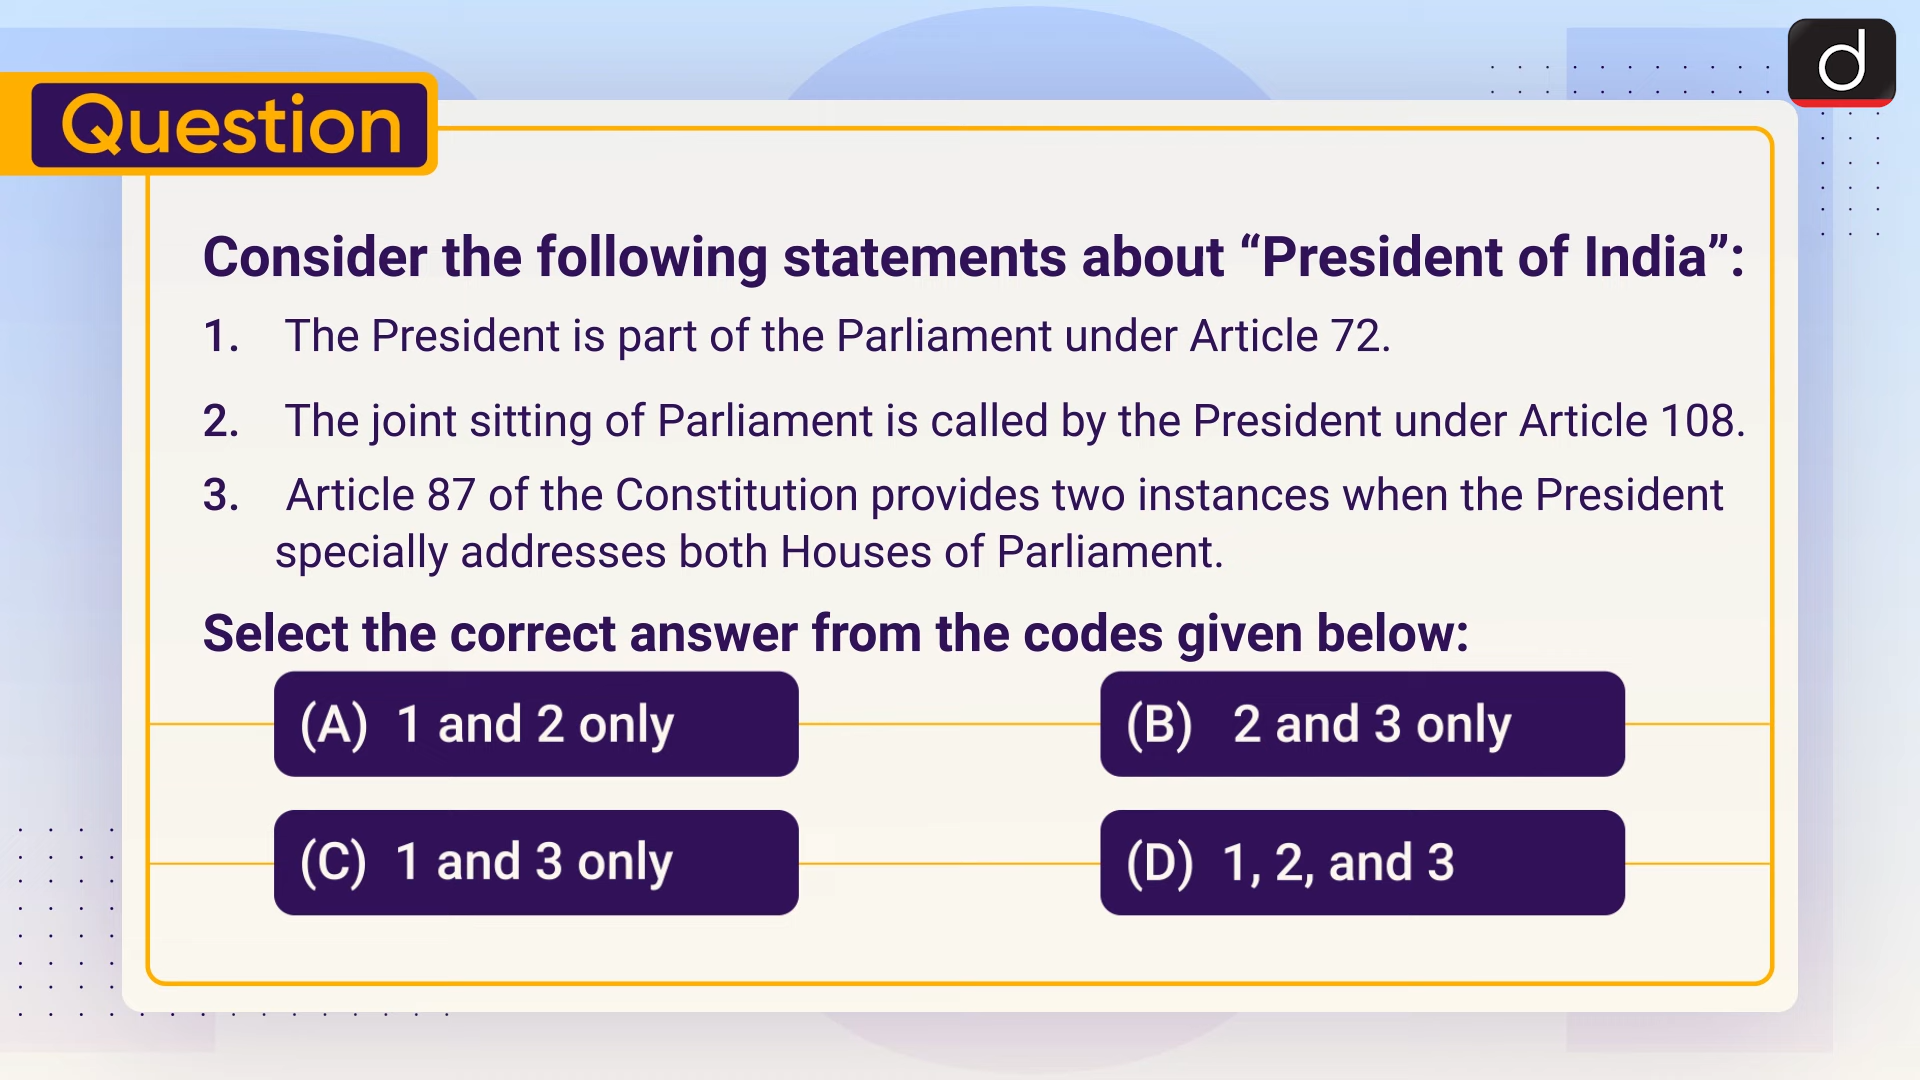 Question
Consider the following statements about “President of India”:
1. The President is part of the Parliament under Article 72.
2. The joint sitting of Parliament is called by the President under Article 108.
3. Article 87 of the Constitution provides two instances when the President
specially addresses both Houses of Parliament.
Select the correct answer from the codes given below:
(A) 1 and 2 only
(B) 2 and 3 only
(C) 1 and 3 only
(D) 1, 2, and 3
d